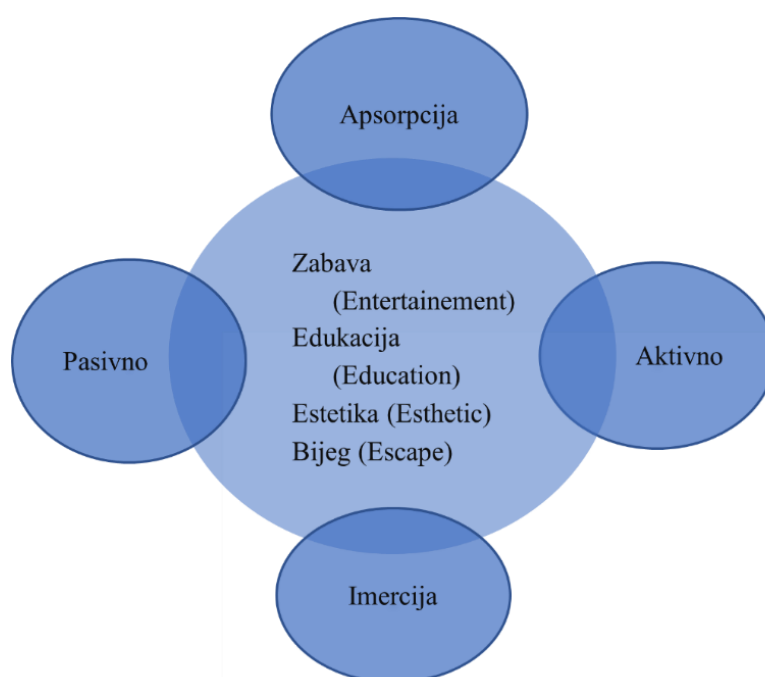 Apsorpcija
Zabava
(Entertainement)
Edukacija
(Education)
Estetika (Esthetic)
Bijeg (Escape)
Pasivno
Aktivno
Imercija